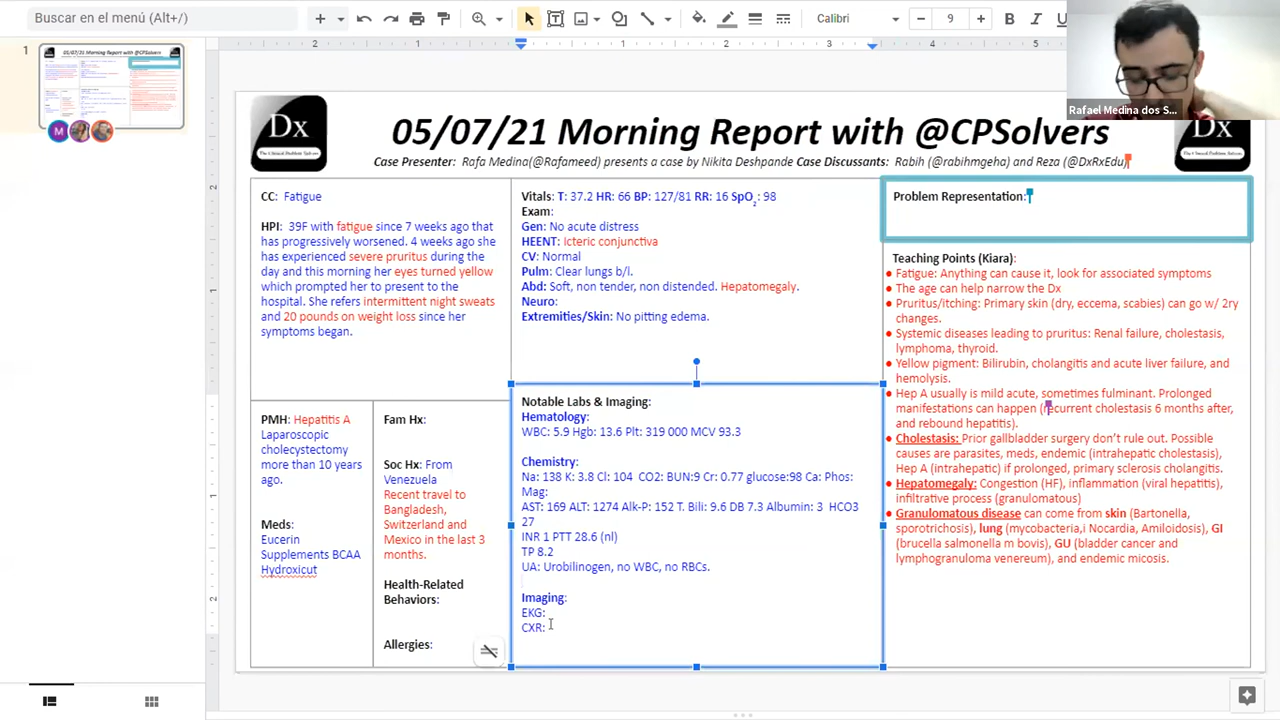 Buscar en el menú (Alt+/)
Calibri
9
B
I
U
Rafael Medina dos S...
1
M
2 1 1 2 3 4
Dx
05/07/21 Morning Report with @CPSolvers
Case Presenter: Rafa Medina(@Rafameed) presents a case by Nikita Deshpande Case Discussants: Rabih (@rabihmgeha) and Reza (@DxRxEdu)
Dx
CC: Fatigue
HPI: 39F with fatigue since 7 weeks ago that
has progressively worsened. 4 weeks ago she
has experienced severe pruritus during the
day and this morning her eyes turned yellow
which prompted her to present to the
hospital. She refers intermittent night sweats
and 20 pounds on weight loss since her
symptoms began.
PMH: Hepatitis A
Laparoscopic
cholecystectomy
more than 10 years
ago.
Meds:
Eucerin
Supplements BCAA
Hydroxicut
Fam Hx:
Soc Hx: From
Venezuela
Recent travel to
Bangladesh,
Switzerland and
Mexico in the last 3
months.
Health-Related
Behaviors:
Allergies:
Vitals: T: 37.2 HR: 66 BP: 127/81 RR: 16 SpO2: 98
Exam:
Gen: No acute distress
HEENT: Icteric conjunctiva
CV: Normal
Pulm: Clear lungs b/l.
Abd: Soft, non tender, non distended. Hepatomegaly.
Neuro:
Extremities/Skin: No pitting edema.
Notable Labs & Imaging:
Hematology:
WBC: 5.9 Hgb: 13.6 Plt: 319 000 MCV 93.3
Chemistry:
Na: 138 K: 3.8 Cl: 104 CO2: BUN:9 Cr: 0.77 glucose:98 Ca: Phos:
Mag:
AST: 169 ALT: 1274 Alk-P: 152 T. Bili: 9.6 DB 7.3 Albumin: 3 HCO3
27
INR 1 PTT 28.6 (nl)
TP 8.2
UA: Urobilinogen, no WBC, no RBCs.
Imaging:
EKG:
CXR:
Problem Representation:
Teaching Points (Kiara):
● Fatigue: Anything can cause it, look for associated symptoms
● The age can help narrow the Dx
● Pruritus/itching: Primary skin (dry, eccema, scabies) can go w/ 2ry
changes.
● Systemic diseases leading to pruritus: Renal failure, cholestasis,
lymphoma, thyroid.
● Yellow pigment: Bilirubin, cholangitis and acute liver failure, and
hemolysis.
● Hep A usually is mild acute, sometimes fulminant. Prolonged
manifestations can happen (recurrent cholestasis 6 months after,
and rebound hepatitis).
● Cholestasis: Prior gallbladder surgery don't rule out. Possible
causes are parasites, meds, endemic (intrahepatic cholestasis),
Hep A (intrahepatic) if prolonged, primary sclerosis cholangitis.
● Hepatomegaly: Congestion (HF), inflammation (viral hepatitis),
infiltrative process (granulomatous)
● Granulomatous disease can come from skin (Bartonella,
sporotrichosis), lung (mycobacteria,i Nocardia, Amiloidosis), GI
(brucella salmonella m bovis), GU (bladder cancer and
lymphogranuloma venereum), and endemic micosis.